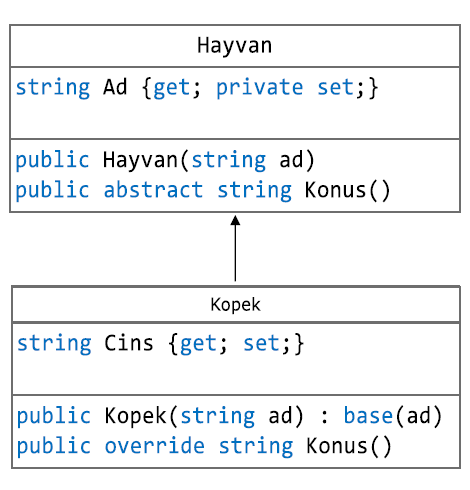 Hayvan
string Ad {get; private set;}
public Hayvan(string ad)
public abstract string Konus()
Kopek
string Cins {get; set;}
public Kopek(string ad) : base(ad)
public override string Konus()